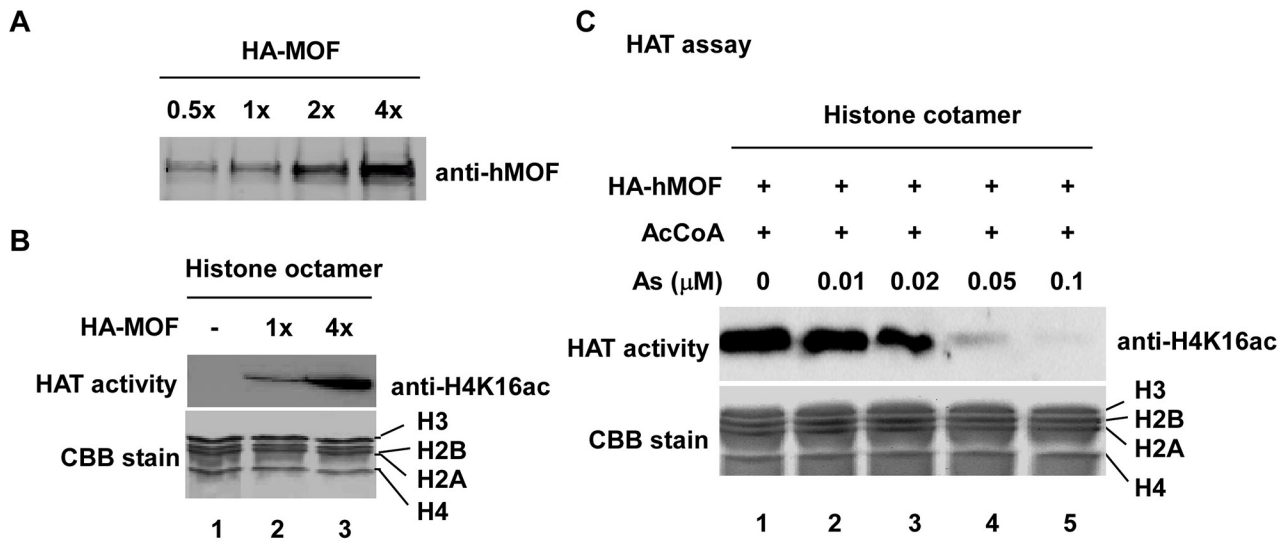 A
HA-MOF
0.5x 1x 2x 4x
anti-hMOF
B
Histone octamer
HA-MOF - 1x 4x
HAT activity anti-H4K16ac
CBB stain
H3
H2B
H2A
H4
1 2 3
C
HAT assay
Histone cotamer
HA-hMOF + + + + +
AcCoA + + + + +
As (μM) 0 0.01 0.02 0.05 0.1
HAT activity anti-H4K16ac
CBB stain
H3
H2B
H2A
H4
1 2 3 4 5